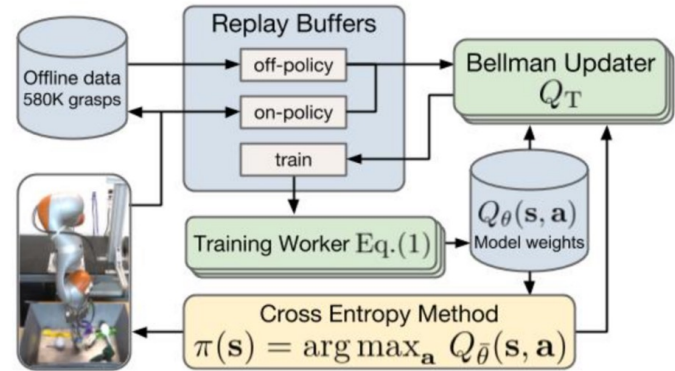 Replay Buffers
Offline data
580K grasps
off-policy
on-policy
train
Bellman Updater
Q_T
Training Worker Eq.(1)
Q_θ(s, a)
Model weights
Cross Entropy Method
π(s) = arg max_a Q_θ̄(s, a)